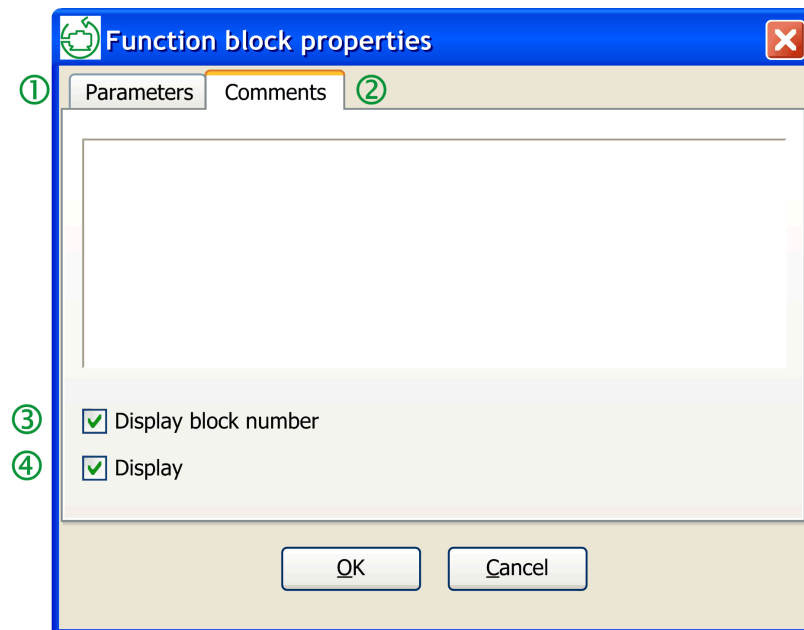 Function block properties
① Parameters Comments ②
③ Display block number
④ Display
OK Cancel